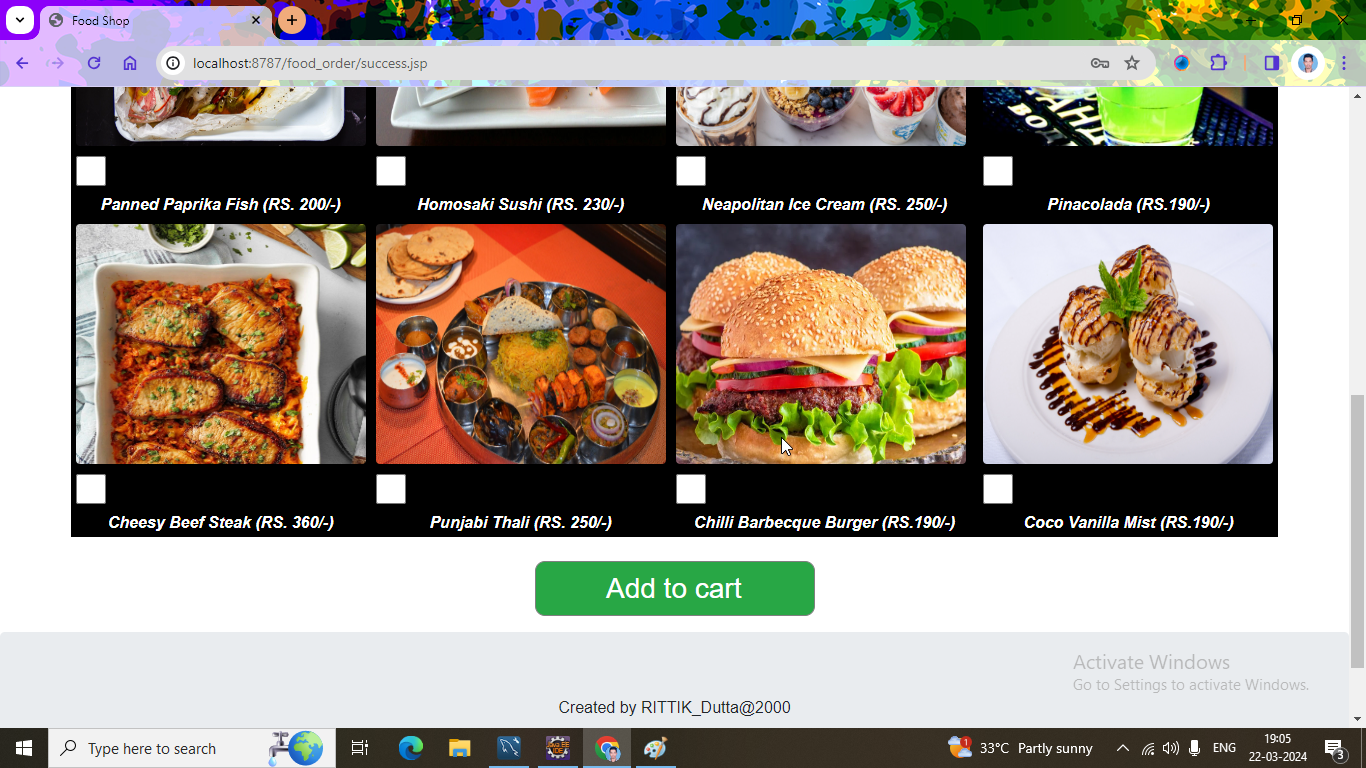 Food Shop
localhost:8787/food_order/success.jsp
Panned Paprika Fish (RS. 200/-)
Homosaki Sushi (RS. 230/-)
Neapolitan Ice Cream (RS. 250/-)
Pinacolada (RS.190/-)
Cheesy Beef Steak (RS. 360/-)
Punjabi Thali (RS. 250/-)
Chilli Barbecque Burger (RS.190/-)
Coco Vanilla Mist (RS.190/-)
Add to cart
Activate Windows
Go to Settings to activate Windows.
Created by RITTIK_Dutta@2000
Type here to search
1
33°C Partly sunny
ENG
19:05
22-03-2024
3